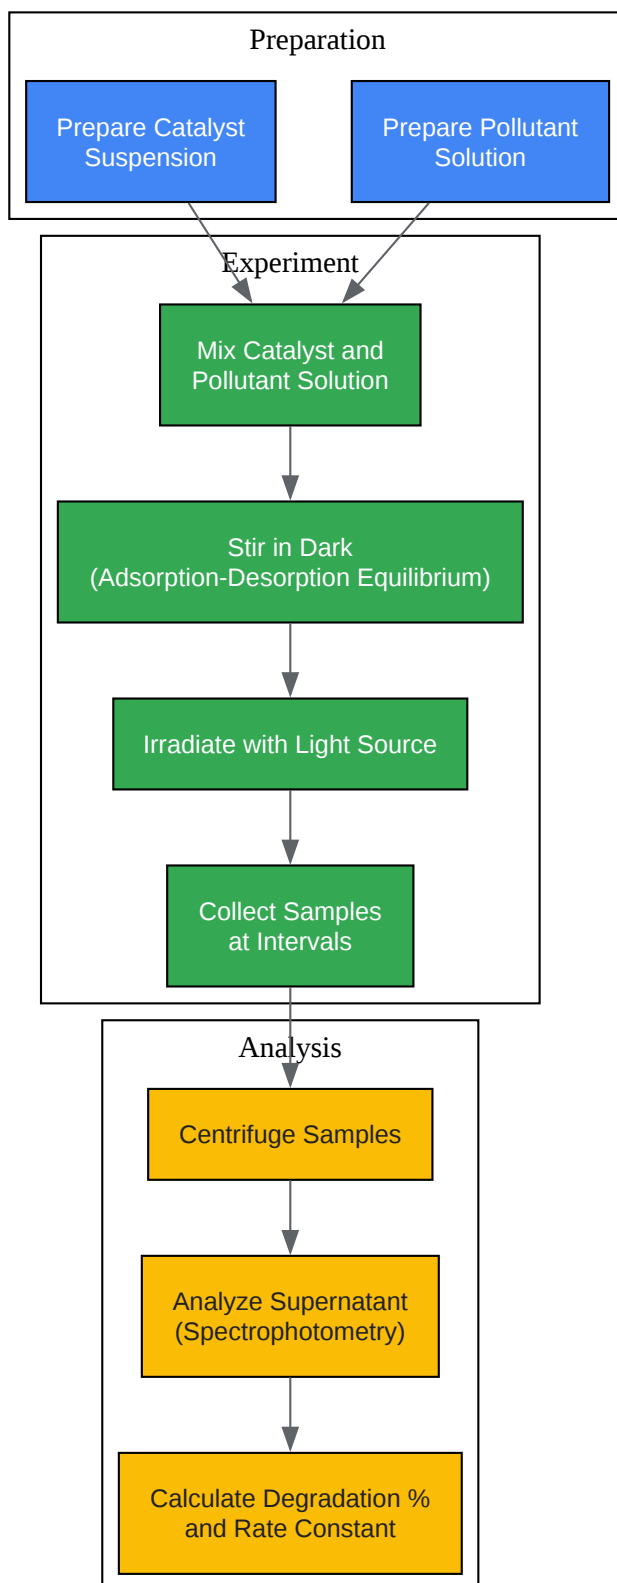 Preparation
Prepare Catalyst
Suspension
Prepare Pollutant
Solution
Experiment
Mix Catalyst and
Pollutant Solution
Stir in Dark
(Adsorption-Desorption Equilibrium)
Irradiate with Light Source
Collect Samples
at Intervals
Analysis
Centrifuge Samples
Analyze Supernatant
(Spectrophotometry)
Calculate Degradation %
and Rate Constant